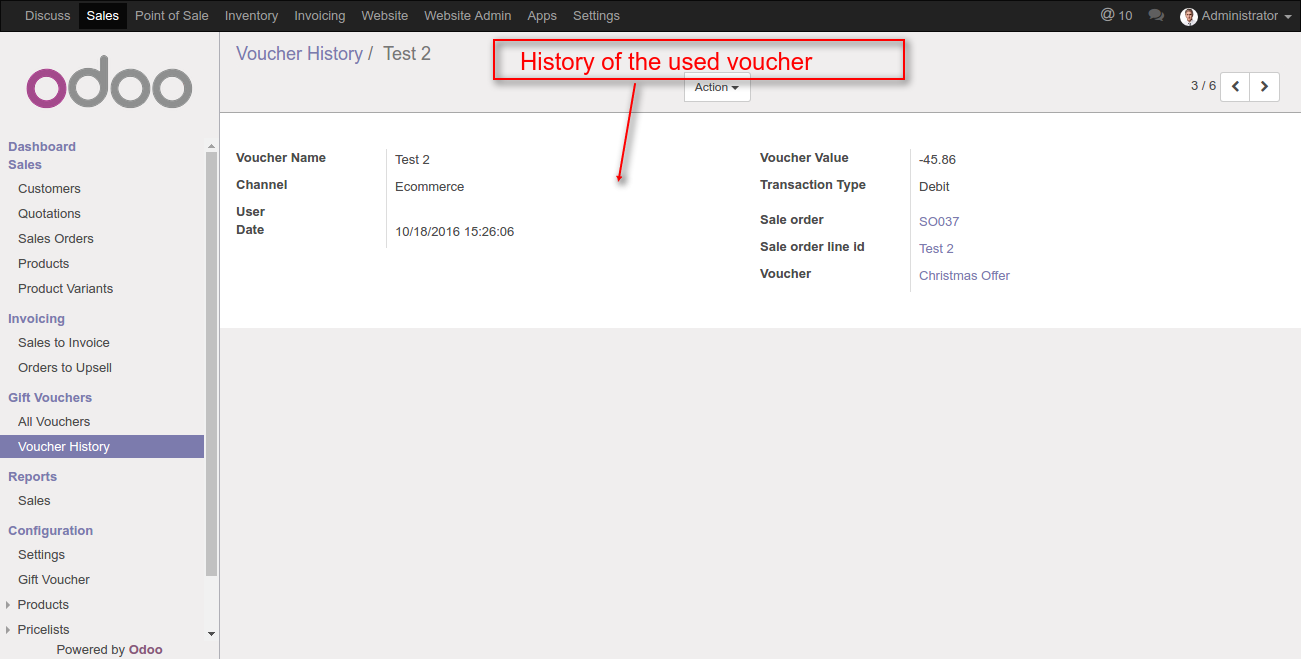 Discuss Sales Point of Sale Inventory Invoicing Website Website Admin Apps Settings @ 10 Administrator
odoo
Voucher History / Test 2
History of the used voucher
Action
3 / 6
Dashboard
Sales
Customers
Quotations
Sales Orders
Products
Product Variants
Invoicing
Sales to Invoice
Orders to Upsell
Gift Vouchers
All Vouchers
Voucher History
Reports
Sales
Configuration
Settings
Gift Voucher
Products
Pricelists
Powered by Odoo
Voucher Name Test 2
Channel Ecommerce
User
Date 10/18/2016 15:26:06
Voucher Value -45.86
Transaction Type Debit
Sale order SO037
Sale order line id Test 2
Voucher Christmas Offer